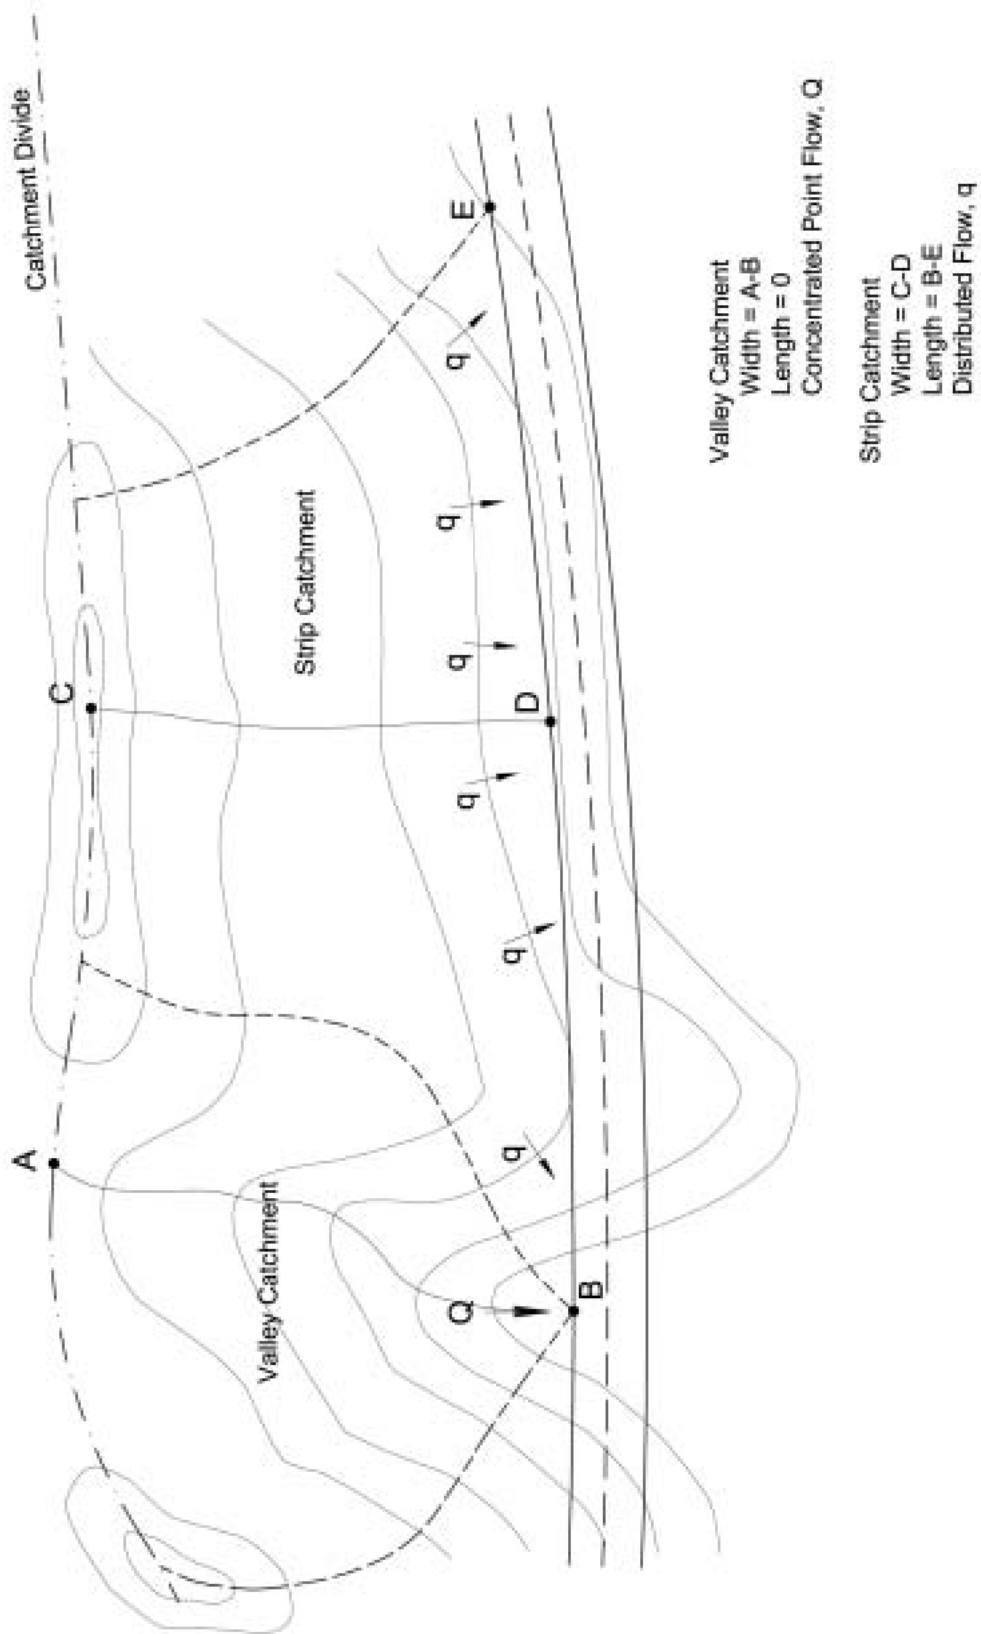 Catchment Divide
A
C
E
Strip Catchment
Valley Catchment
q
q
q
q
q
q
Q
D
B
Valley Catchment
Width = A-B
Length = 0
Concentrated Point Flow, Q
Strip Catchment
Width = C-D
Length = B-E
Distributed Flow, q